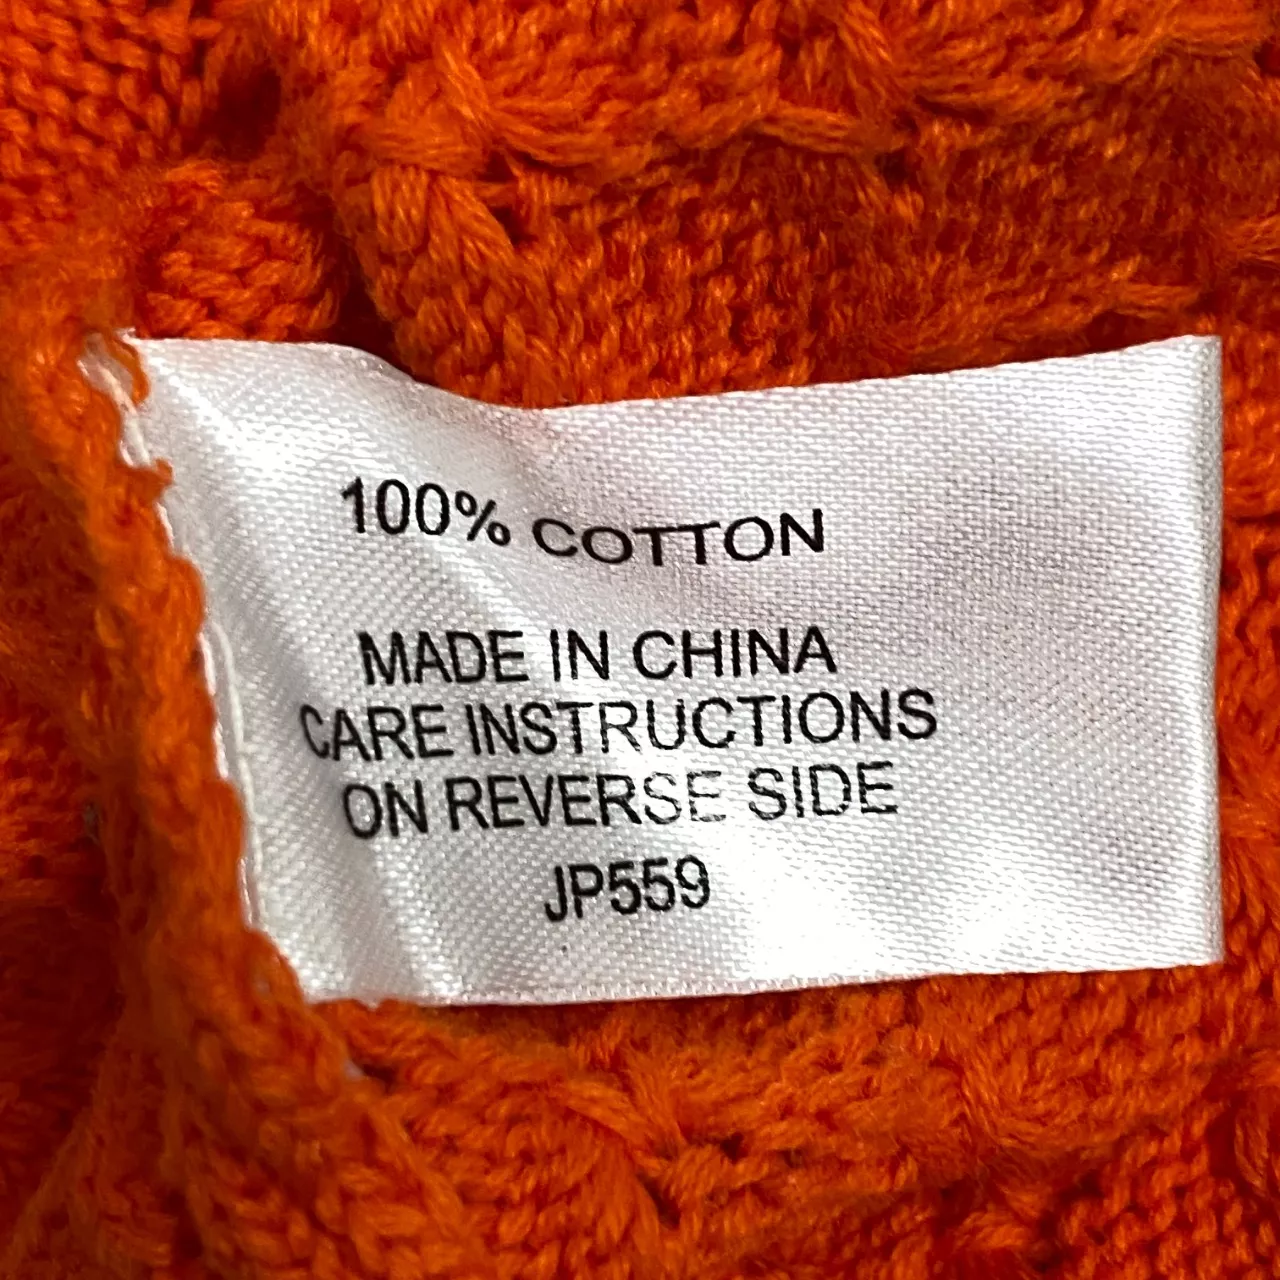 100% COTTON
MADE IN CHINA
CARE INSTRUCTIONS
ON REVERSE SIDE
JP559